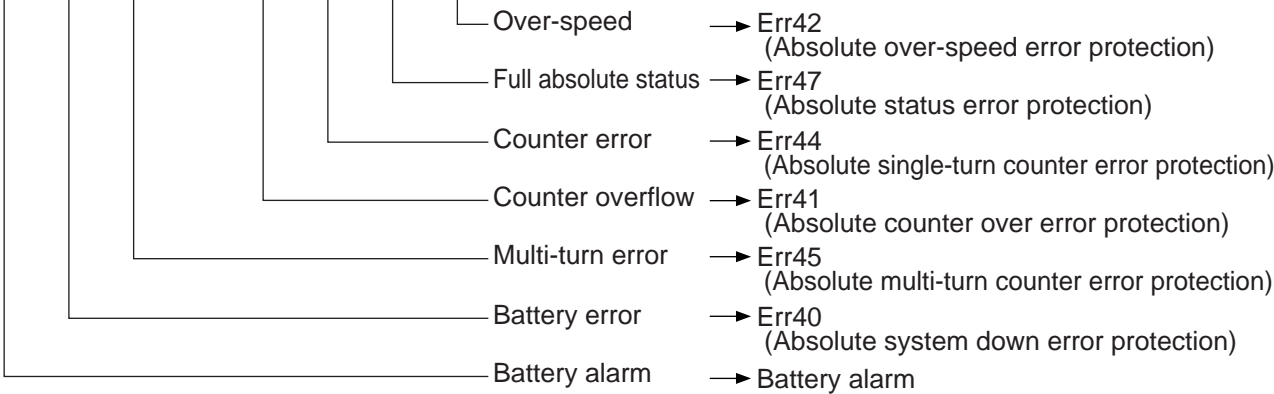 Over-speed → Err42
(Absolute over-speed error protection)
Full absolute status → Err47
(Absolute status error protection)
Counter error → Err44
(Absolute single-turn counter error protection)
Counter overflow → Err41
(Absolute counter over error protection)
Multi-turn error → Err45
(Absolute multi-turn counter error protection)
Battery error → Err40
(Absolute system down error protection)
Battery alarm → Battery alarm